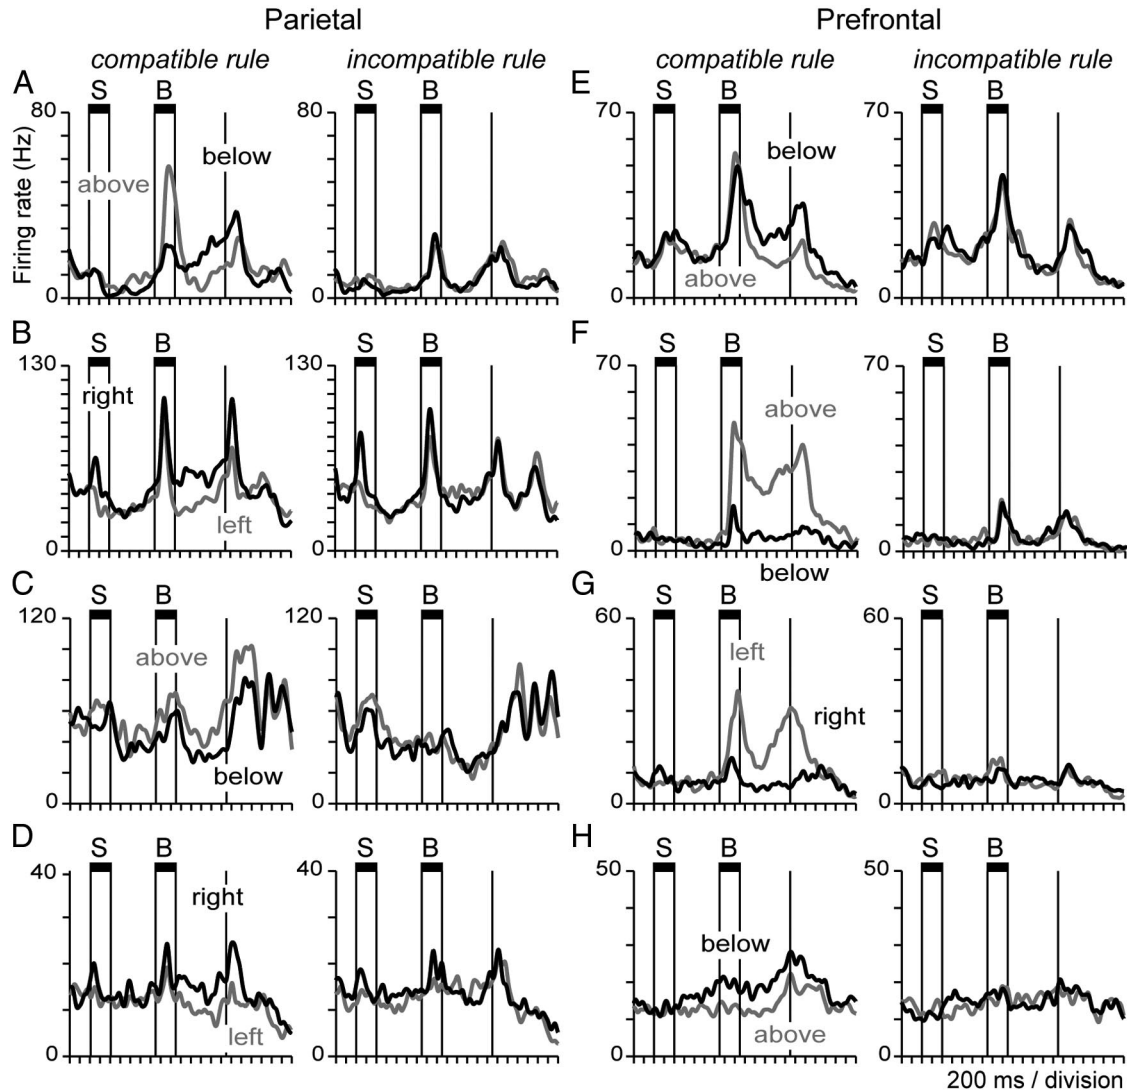 Parietal Prefrontal
compatible rule incompatible rule compatible rule incompatible rule
A S B S B E S B S B
80 80 70 70
Firing rate (Hz)
below
above
below
above
0 0 0 0
B S B S B F S B S B
130 130 70 70
right
left
above
below
0 0 0 0
C S B S B G S B S B
120 120 60 60
above
below
left
right
0 0 0 0
D S B S B H S B S B
40 40 50 50
right
left
below
above
0 0 0 0
200 ms / division